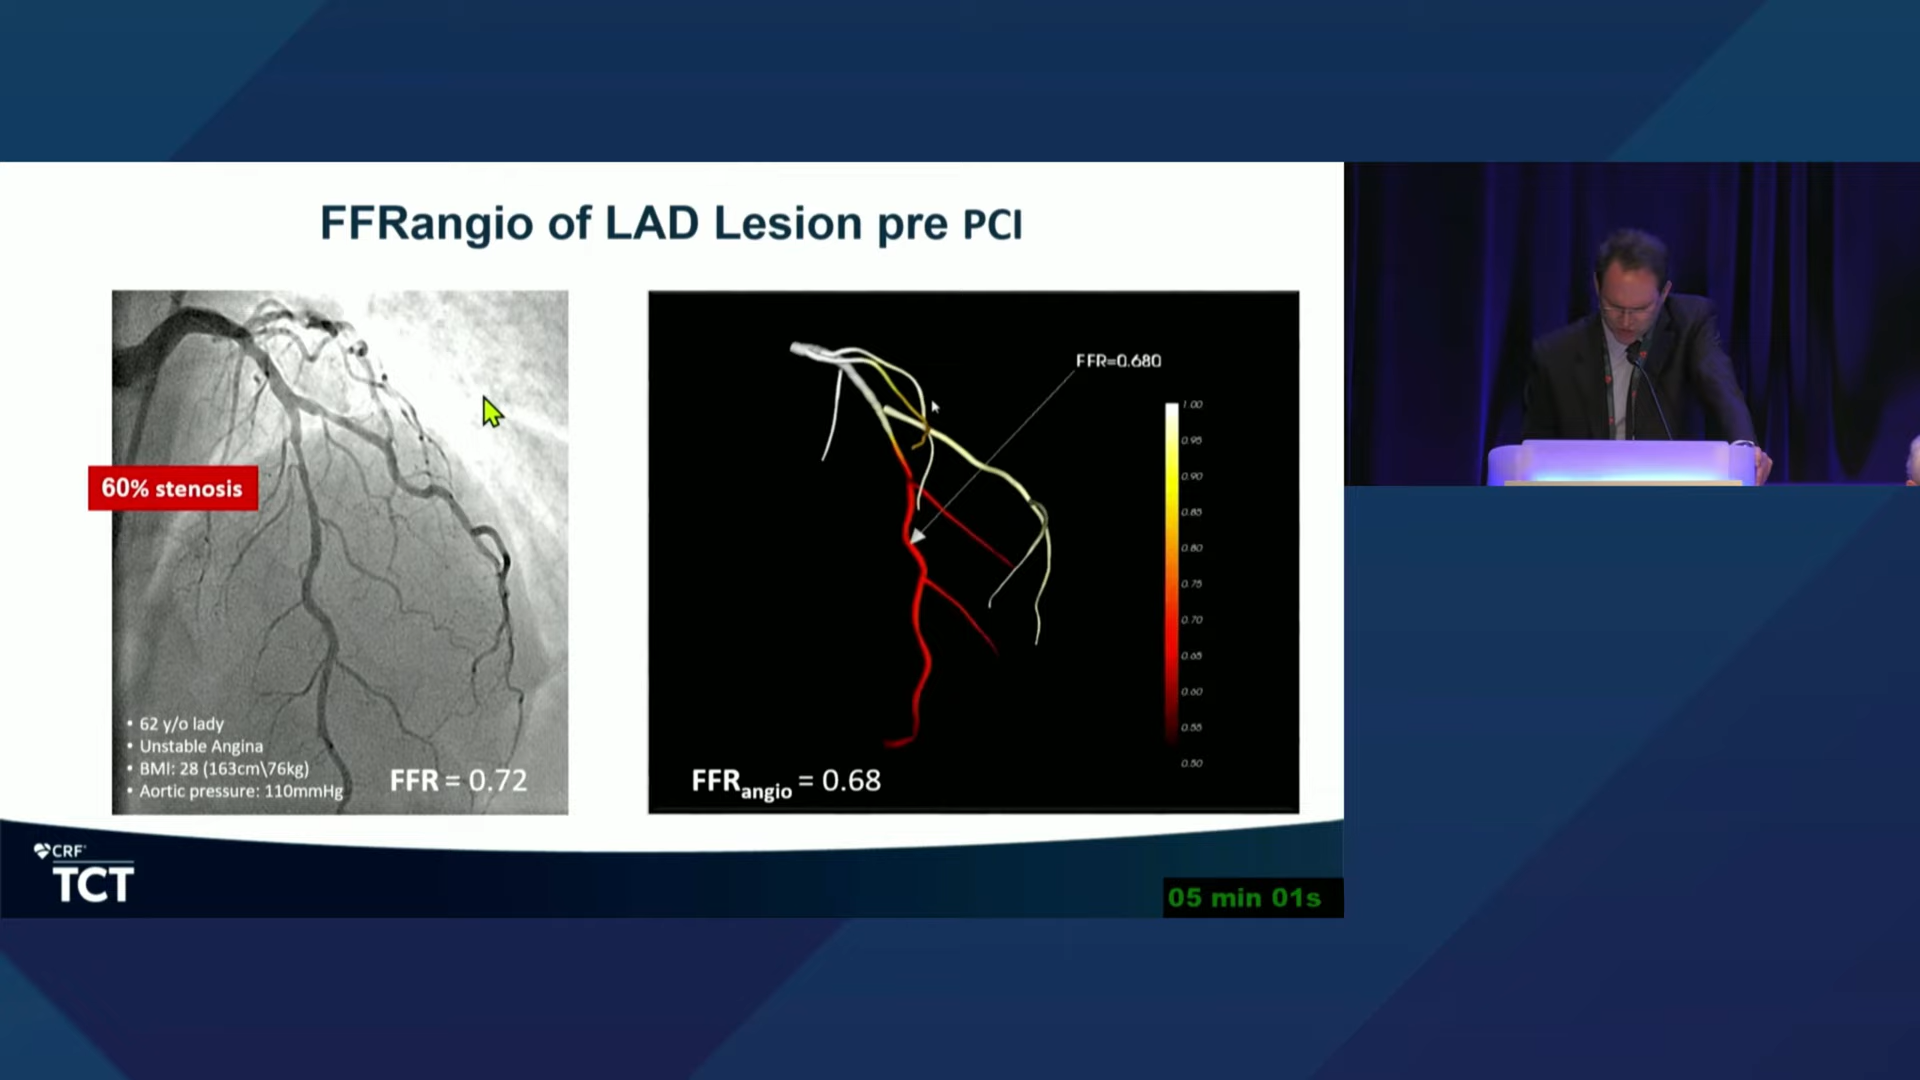 FFRangio of LAD Lesion pre PCI
60% stenosis
• 62 y/o lady
• Unstable Angina
• BMI: 28 (163cm\76kg)
• Aortic pressure: 110mmHg
FFR = 0.72
FFR=0.680
1.00
0.95
0.90
0.85
0.80
0.75
0.70
0.65
0.60
0.55
0.50
FFRangio = 0.68
CRF
TCT
05 min 01s